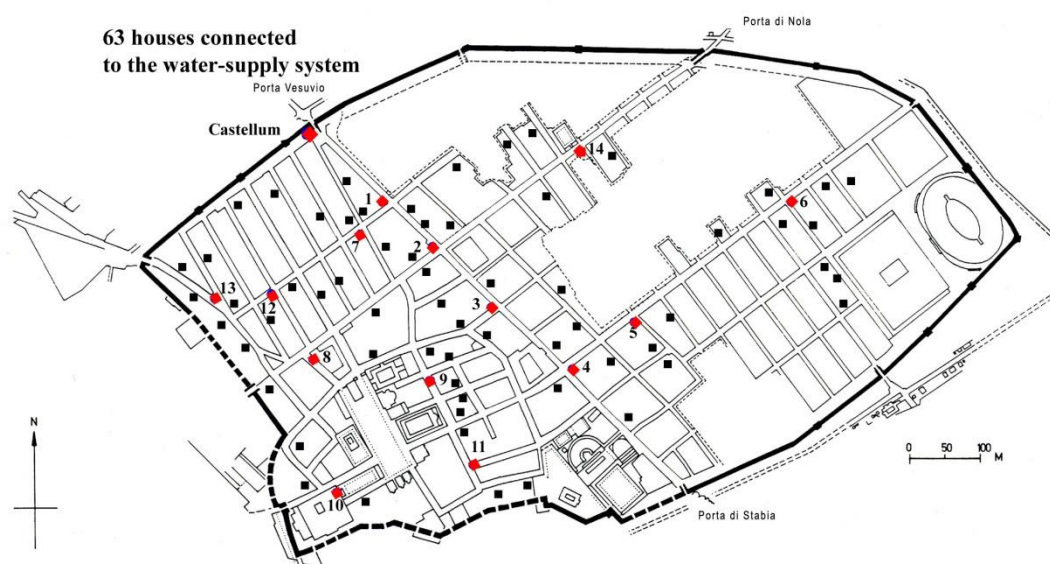 63 houses connected
to the water-supply system
Porta di Nola
Porta Vesuvio
Castellum
14
1
6
7
2
13
12
3
5
8
4
9
11
10
N
0 50 100
M
Porta di Stabia